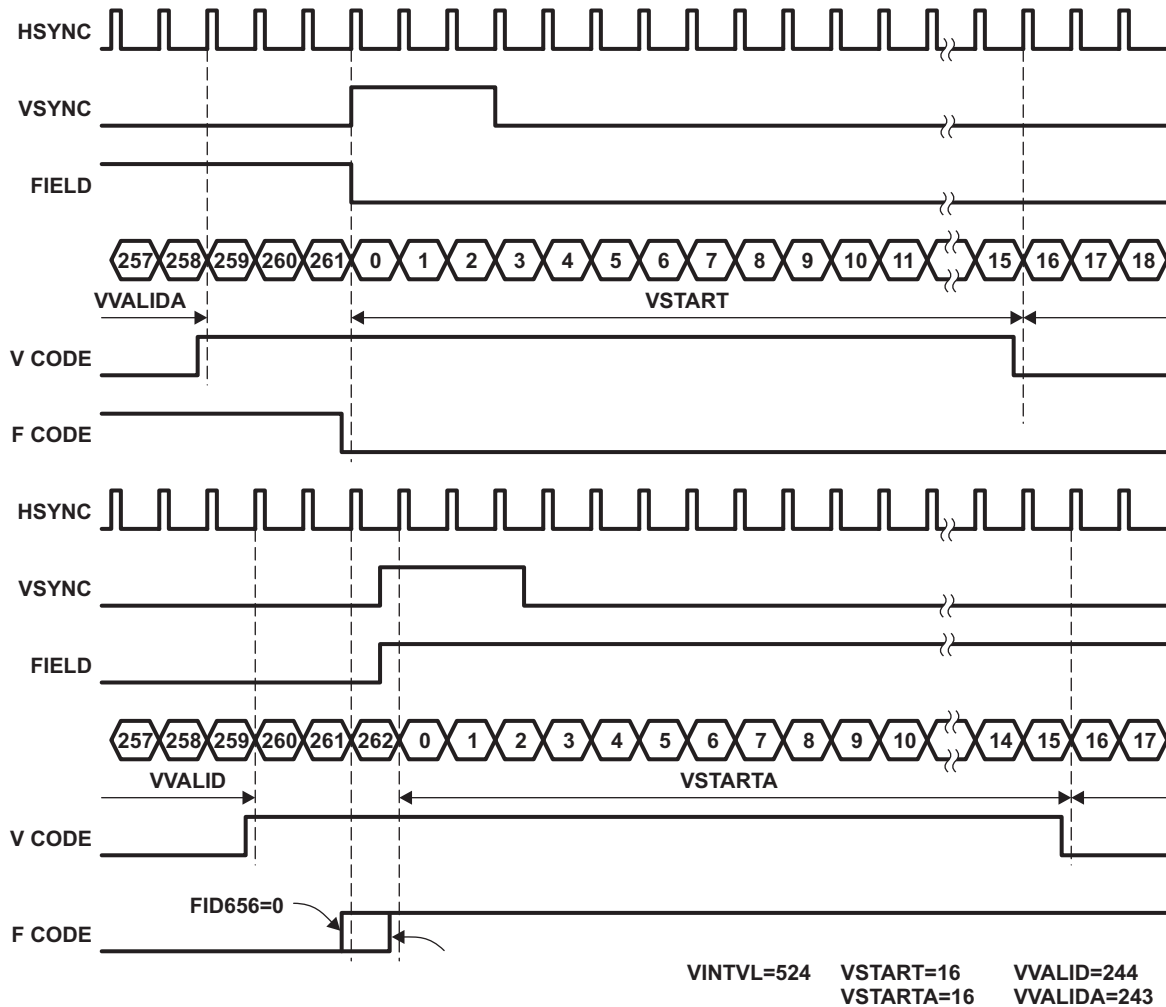 HSYNC
VSYNC
FIELD
257 258 259 260 261 0 1 2 3 4 5 6 7 8 9 10 11 15 16 17 18
VVALIDA VSTART
V CODE
F CODE
HSYNC
VSYNC
FIELD
257 258 259 260 261 262 0 1 2 3 4 5 6 7 8 9 10 14 15 16 17
VVALID VSTARTA
V CODE
FID656=0
F CODE
VINTVL=524 VSTART=16 VVALID=244
VSTARTA=16 VVALIDA=243